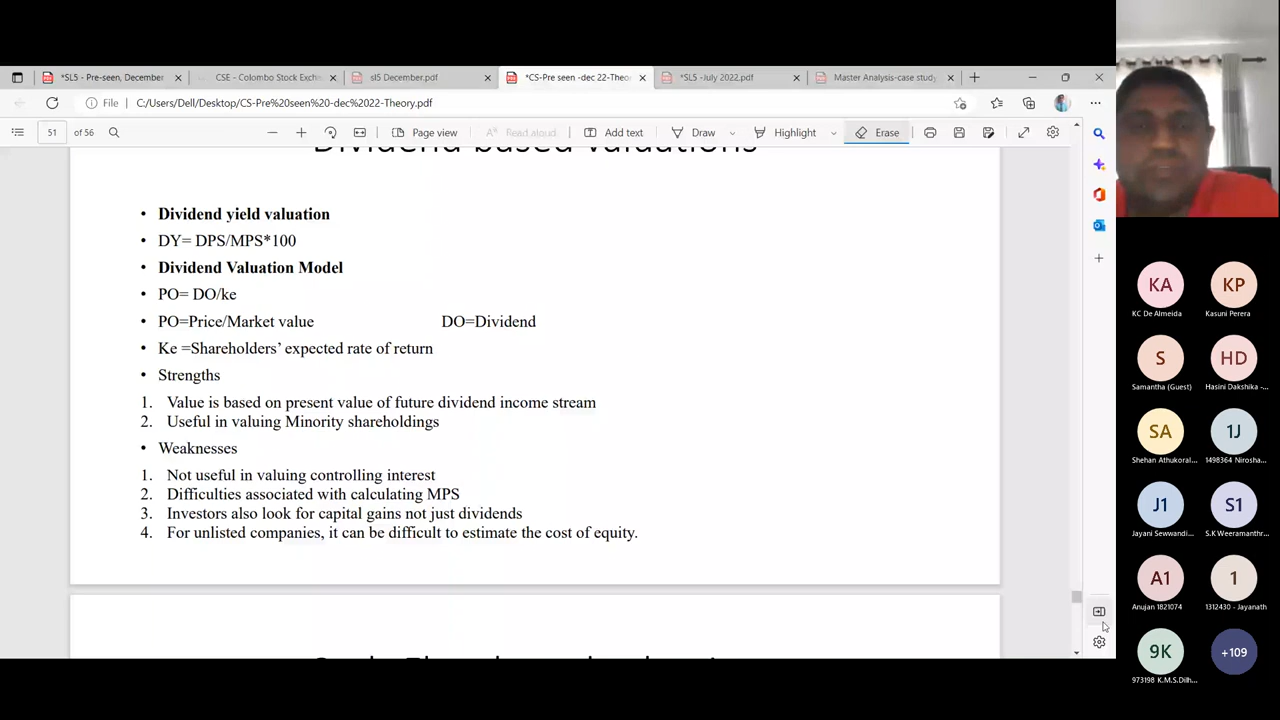 *SL5 - Pre-seen, December
CSE - Colombo Stock Exch
sl5 December.pdf
*CS-Pre seen -dec 22-Theor
*SL5 -July 2022.pdf
Master Analysis-case study
File
C:/Users/Dell/Desktop/CS-Pre%20seen%20-dec%2022-Theory.pdf
51 of 56
Page view
Read aloud
Add text
Draw
Highlight
Erase
Dividend based valuations
• Dividend yield valuation
• DY= DPS/MPS*100
• Dividend Valuation Model
• PO= DO/ke
• PO=Price/Market value DO=Dividend
• Ke =Shareholders’ expected rate of return
• Strengths
1. Value is based on present value of future dividend income stream
2. Useful in valuing Minority shareholdings
• Weaknesses
1. Not useful in valuing controlling interest
2. Difficulties associated with calculating MPS
3. Investors also look for capital gains not just dividends
4. For unlisted companies, it can be difficult to estimate the cost of equity.
KA KP
KC De Almeida Kasuni Perera
S HD
Samantha (Guest) Hasini Dakshika -...
SA 1J
Shehan Athukoral... 1498364 Nirosha...
J1 S1
Jayani Sewwandi... S.K Weeramanthr...
A1 1
Anujan 1821074 1312430 - Jayanath
9K +109
973198 K.M.S.Dilh...